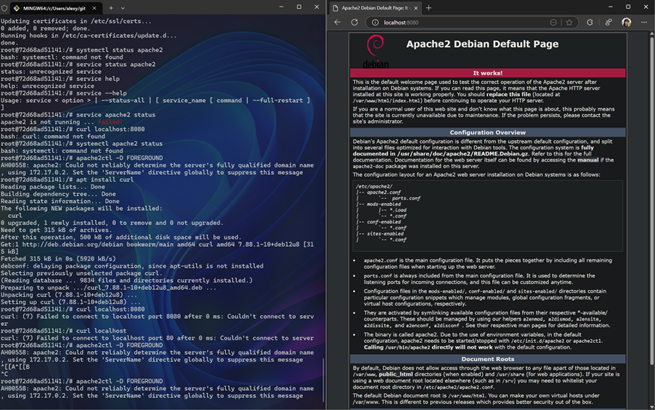 MINGW64:/c/Users/alexy/git
Updating certificates in /etc/ssl/certs...
0 added, 0 removed; done.
Running hooks in /etc/ca-certificates/update.d...
done.
root@72d68ad51141:/# systemctl status apache2
bash: systemctl: command not found
root@72d68ad51141:/# service status apache2
status: unrecognized service
root@72d68ad51141:/# service help
help: unrecognized service
root@72d68ad51141:/# service --help
Usage: service < option > | --status-all | [ service_name [ command | --full-restart ]
]
root@72d68ad51141:/# service apache2 status
apache2 is not running ... failed!
root@72d68ad51141:/# curl localhost:8080
bash: curl: command not found
root@72d68ad51141:/# systemctl apache2 status
bash: systemctl: command not found
root@72d68ad51141:/# apache2ctl -D FOREGROUND
AH00558: apache2: Could not reliably determine the server's fully qualified domain name
, using 172.17.0.2. Set the 'ServerName' directive globally to suppress this message
root@72d68ad51141:/# apt install curl
Reading package lists... Done
Building dependency tree... Done
Reading state information... Done
The following NEW packages will be installed:
curl
0 upgraded, 1 newly installed, 0 to remove and 0 not upgraded.
Need to get 315 kB of archives.
After this operation, 500 kB of additional disk space will be used.
Get:1 http://deb.debian.org/debian bookworm/main amd64 curl amd64 7.88.1-10+deb12u8 [31
5 kB]
Fetched 315 kB in 0s (5920 kB/s)
debconf: delaying package configuration, since apt-utils is not installed
Selecting previously unselected package curl.
(Reading database ... 9834 files and directories currently installed.)
Preparing to unpack .../curl_7.88.1-10+deb12u8_amd64.deb ...
Unpacking curl (7.88.1-10+deb12u8) ...
Setting up curl (7.88.1-10+deb12u8) ...
root@72d68ad51141:/# curl localhost:8080
curl: (7) Failed to connect to localhost port 8080 after 0 ms: Couldn't connect to serv
er
root@72d68ad51141:/# curl localhost
curl: (7) Failed to connect to localhost port 80 after 0 ms: Couldn't connect to server
root@72d68ad51141:/# apache2ctl -D FOREGROUND
AH00558: apache2: Could not reliably determine the server's fully qualified domain name
, using 172.17.0.2. Set the 'ServerName' directive globally to suppress this message
^[[A^[[B
^C
root@72d68ad51141:/# apache2ctl -D FOREGROUND
AH00558: apache2: Could not reliably determine the server's fully qualified domain name
, using 172.17.0.2. Set the 'ServerName' directive globally to suppress this message
Apache2 Debian Default Page: It w
localhost:8080
debian
Apache2 Debian Default Page
It works!
This is the default welcome page used to test the correct operation of the Apache2 server after
installation on Debian systems. If you can read this page, it means that the Apache HTTP server
installed at this site is working properly. You should replace this file (located at
/var/www/html/index.html) before continuing to operate your HTTP server.
If you are a normal user of this web site and don't know what this page is about, this probably means
that the site is currently unavailable due to maintenance. If the problem persists, please contact the
site's administrator.
Configuration Overview
Debian's Apache2 default configuration is different from the upstream default configuration, and split
into several files optimized for interaction with Debian tools. The configuration system is fully
documented in /usr/share/doc/apache2/README.Debian.gz. Refer to this for the full
documentation. Documentation for the web server itself can be found by accessing the manual if the
apache2-doc package was installed on this server.
The configuration layout for an Apache2 web server installation on Debian systems is as follows:
/etc/apache2/
|-- apache2.conf
| `-- ports.conf
|-- mods-enabled
| |-- *.load
| `-- *.conf
|-- conf-enabled
| `-- *.conf
|-- sites-enabled
| `-- *.conf
• apache2.conf is the main configuration file. It puts the pieces together by including all remaining
configuration files when starting up the web server.
• ports.conf is always included from the main configuration file. It is used to determine the
listening ports for incoming connections, and this file can be customized anytime.
• Configuration files in the mods-enabled/, conf-enabled/ and sites-enabled/ directories contain
particular configuration snippets which manage modules, global configuration fragments, or
virtual host configurations, respectively.
• They are activated by symlinking available configuration files from their respective *-available/
counterparts. These should be managed by using our helpers a2enmod, a2dismod, a2ensite,
a2dissite, and a2enconf, a2disconf . See their respective man pages for detailed information.
• The binary is called apache2. Due to the use of environment variables, in the default
configuration, apache2 needs to be started/stopped with /etc/init.d/apache2 or apache2ctl.
Calling /usr/bin/apache2 directly will not work with the default configuration.
Document Roots
By default, Debian does not allow access through the web browser to any file apart of those located in
/var/www, public_html directories (when enabled) and /usr/share (for web applications). If your site is
using a web document root located elsewhere (such as in /srv) you may need to whitelist your
document root directory in /etc/apache2/apache2.conf.
The default Debian document root is /var/www/html. You can make your own virtual hosts under
/var/www. This is different to previous releases which provides better security out of the box.